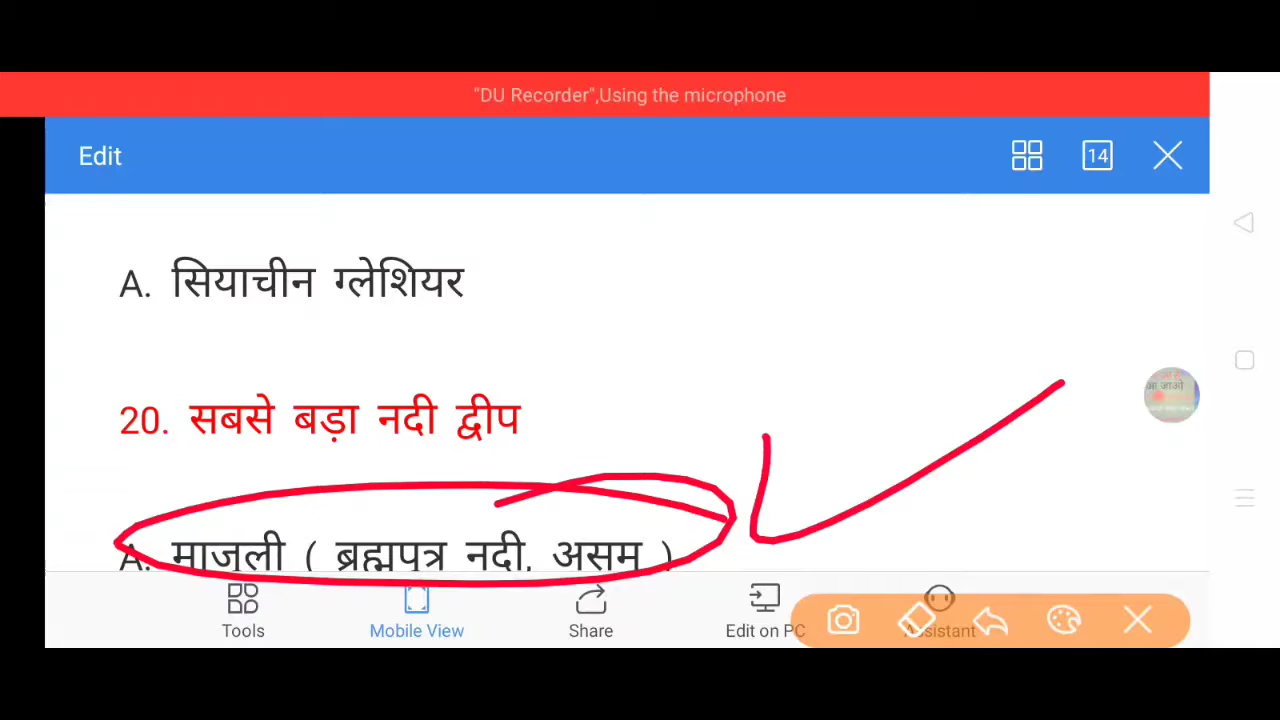 "DU Recorder",Using the microphone
Edit
14
A. सियाचीन ग्लेशियर
20. सबसे बड़ा नदी द्वीप
A. माजुली ( ब्रह्मपुत्र नदी, असम )
Tools
Mobile View
Share
Edit on PC
Assistant